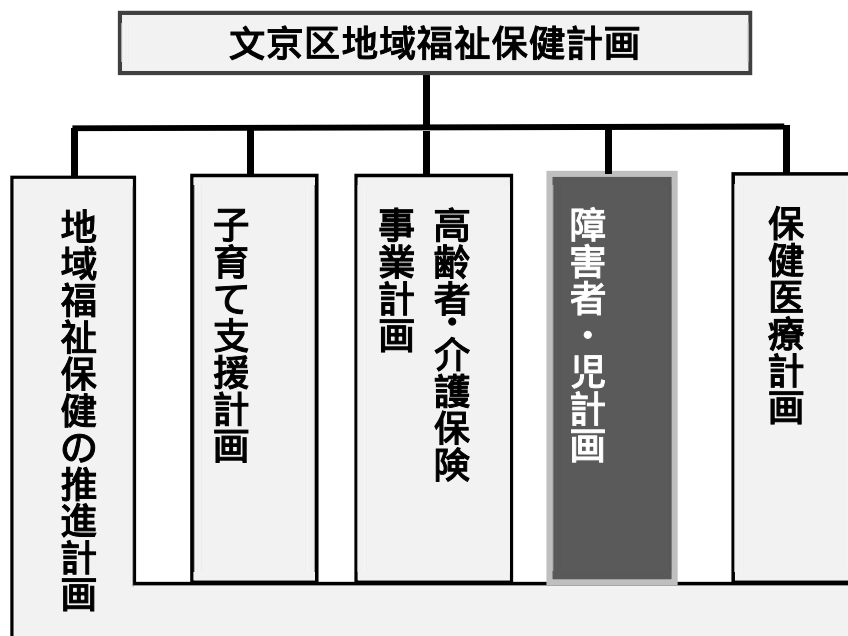 文京区地域福祉保健計画
地域福祉保健の推進計画
子育て支援計画
高齢者・介護保険
事業計画
障害者・児計画
保健医療計画